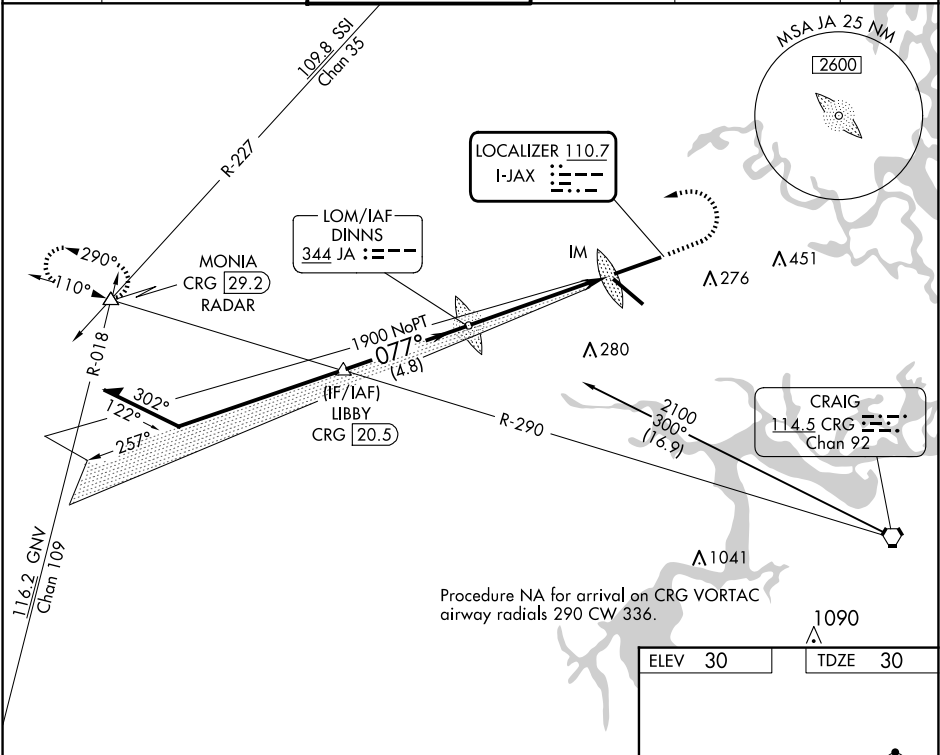 109.8 SSI
Chan 35
R-227
MSA JA 25 NM
2600
LOCALIZER 110.7
I-JAX
LOM/IAF
DINNS
344 JA
IM
290°
110°
MONIA
CRG 29.2
RADAR
276
451
R-018
1900 NoPT
077°
(4.8)
280
302°
122°
257°
(IF/IAF)
LIBBY
CRG 20.5
R-290
2100
300°
(16.9)
CRAIG
114.5 CRG
Chan 92
116.2 GNV
Chan 109
1041
Procedure NA for arrival on CRG VORTAC
airway radials 290 CW 336.
1090
ELEV 30
TDZE 30